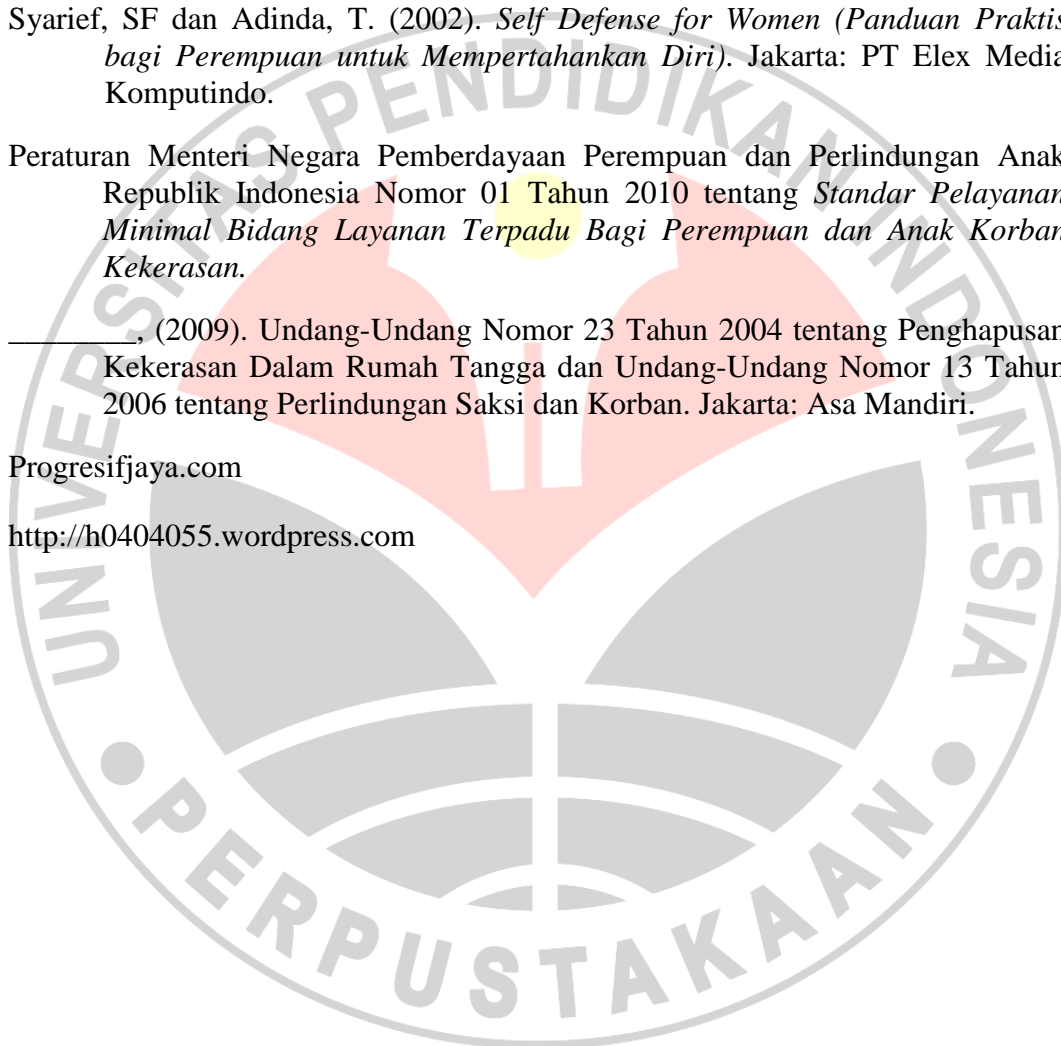 Syarief, SF dan Adinda, T. (2002). Self Defense for Women (Panduan Praktis
bagi Perempuan untuk Mempertahankan Diri). Jakarta: PT Elex Media
Komputindo.
Peraturan Menteri Negara Pemberdayaan Perempuan dan Perlindungan Anak
Republik Indonesia Nomor 01 Tahun 2010 tentang Standar Pelayanan
Minimal Bidang Layanan Terpadu Bagi Perempuan dan Anak Korban
Kekerasan.
________, (2009). Undang-Undang Nomor 23 Tahun 2004 tentang Penghapusan
Kekerasan Dalam Rumah Tangga dan Undang-Undang Nomor 13 Tahun
2006 tentang Perlindungan Saksi dan Korban. Jakarta: Asa Mandiri.
Progresifjaya.com
http://h0404055.wordpress.com
UNIVERSITAS PENDIDIKAN INDONESIA
PERPUSTAKAAN